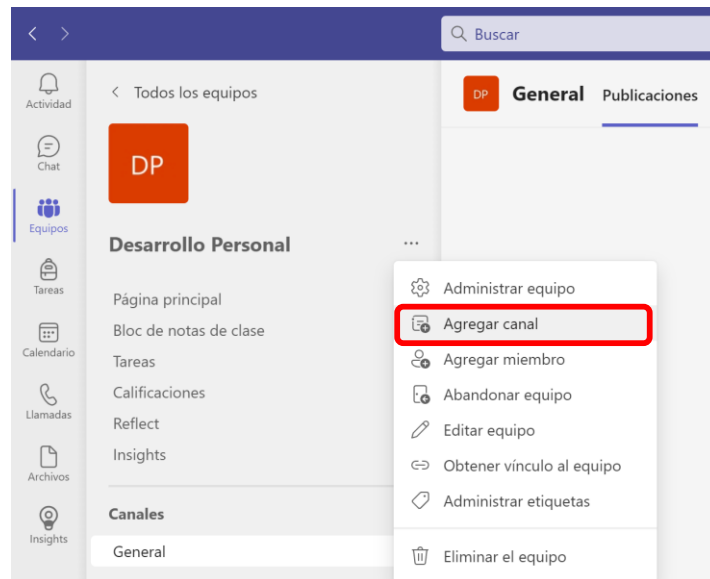 Buscar
Actividad
Chat
Equipos
Tareas
Calendario
Llamadas
Archivos
Insights
Todos los equipos
DP
Desarrollo Personal
Página principal
Bloc de notas de clase
Tareas
Calificaciones
Reflect
Insights
Canales
General
DP General Publicaciones
Administrar equipo
Agregar canal
Agregar miembro
Abandonar equipo
Editar equipo
Obtener vínculo al equipo
Administrar etiquetas
Eliminar el equipo